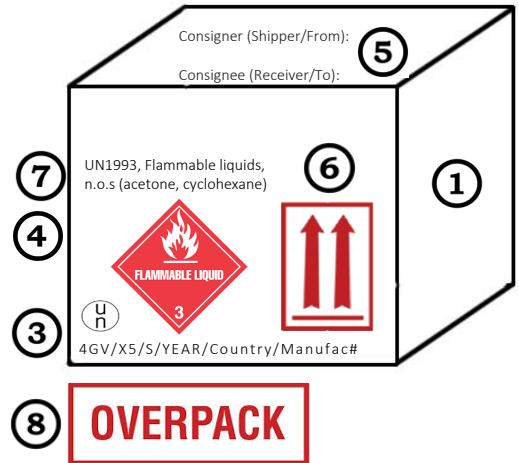 Consigner (Shipper/From):
5
Consignee (Receiver/To):
7
UN1993, Flammable liquids,
n.o.s (acetone, cyclohexane)
6
1
4
FLAMMABLE LIQUID
3
3
u
n
4GV/X5/S/YEAR/Country/Manufac#
8
OVERPACK